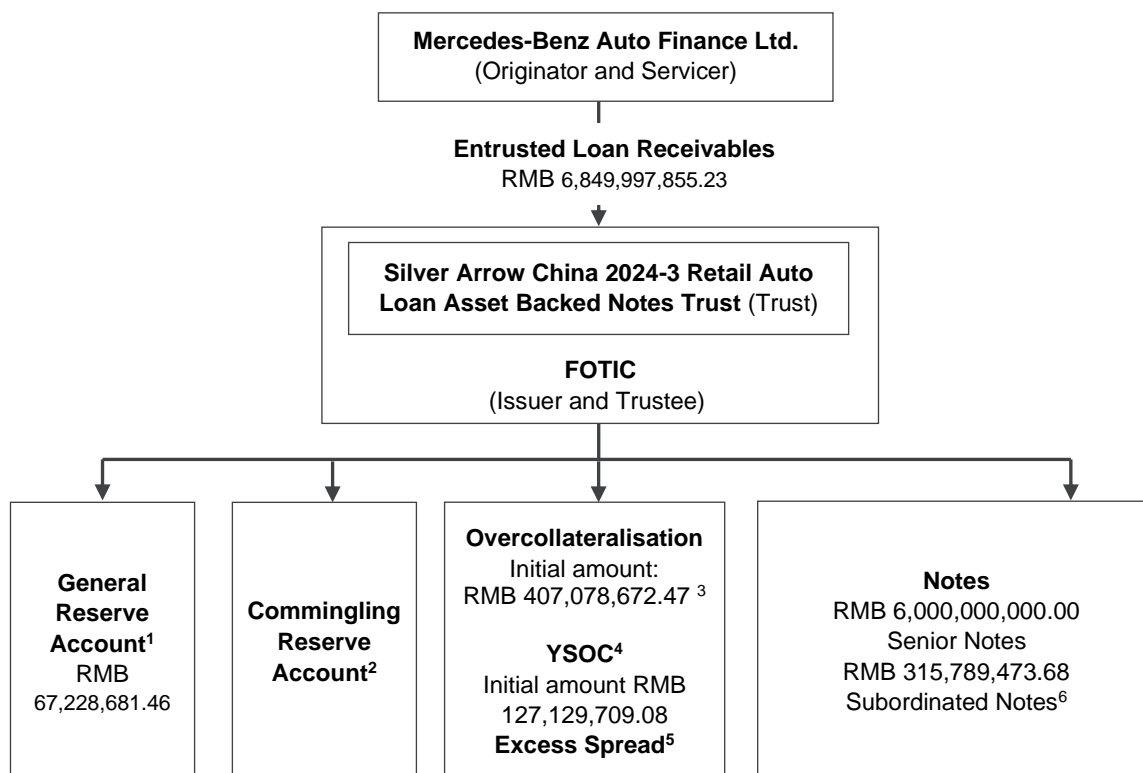 Mercedes-Benz Auto Finance Ltd.
(Originator and Servicer)
Entrusted Loan Receivables
RMB 6,849,997,855.23
Silver Arrow China 2024-3 Retail Auto
Loan Asset Backed Notes Trust (Trust)
FOTIC
(Issuer and Trustee)
General
Reserve
Account¹
RMB
67,228,681.46
Commingling
Reserve
Account²
Overcollateralisation
Initial amount:
RMB 407,078,672.47 ³
YSOC⁴
Initial amount RMB
127,129,709.08
Excess Spread⁵
Notes
RMB 6,000,000,000.00
Senior Notes
RMB 315,789,473.68
Subordinated Notes⁶